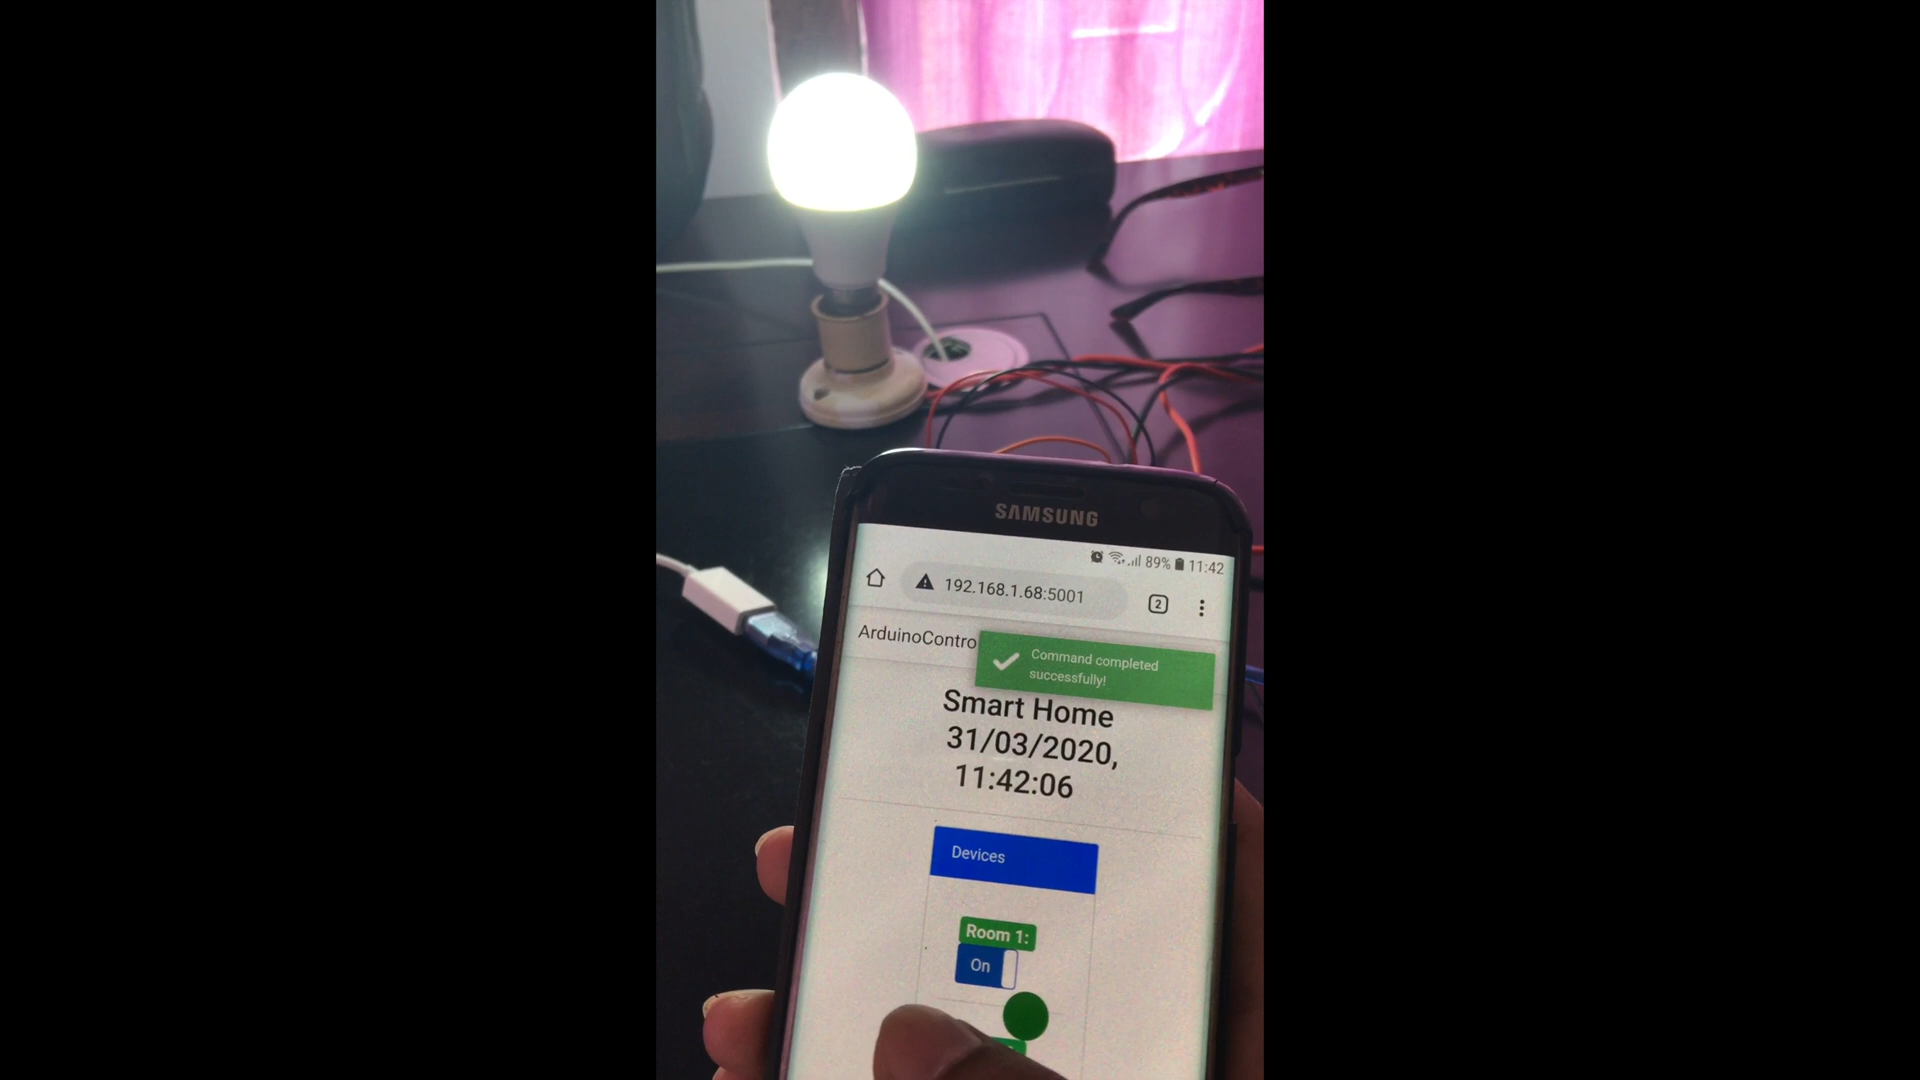 SAMSUNG
89% 11:42
192.168.1.68:5001
2
ArduinoContro
Command completed
successfully!
Smart Home
31/03/2020,
11:42:06
Devices
Room 1:
On